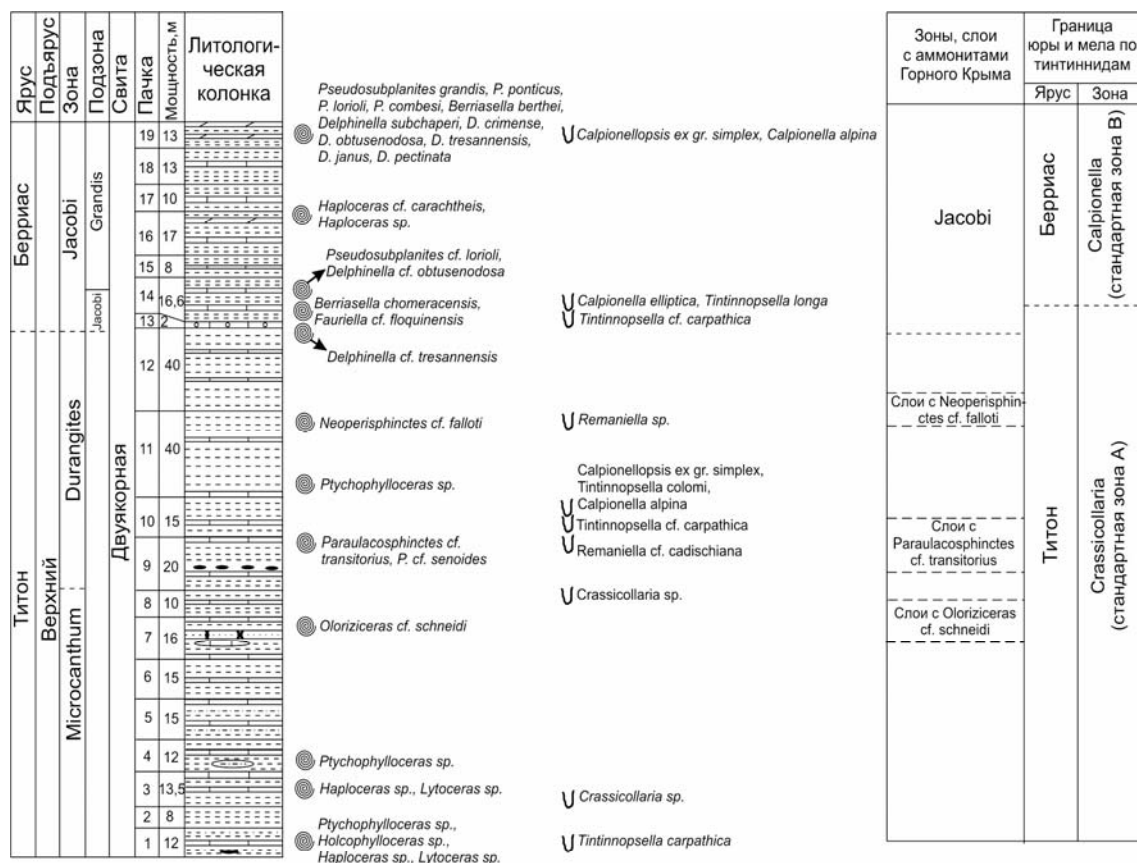 Ярус
Подъярус
Зона
Подзона
Свита
Пачка
Мощность,м
Литологи-
ческая
колонка
Зоны, слои
с аммонитами
Горного Крыма
Граница
юры и мела по
тинтиннидам
Ярус
Зона
Берриас
Титон
Верхний
Jacobi
Durangites
Microcanthum
Grandis
Jacobi
Двуякорная
19 13
18 13
17 10
16 17
15 8
14 16,6
13 2
12 40
11 40
10 15
9 20
8 10
7 16
6 15
5 15
4 12
3 13,5
2 8
1 12
Pseudosubplanites grandis, P. ponticus,
P. lorioli, P. combesi, Berriasella berthei,
Delphinella subchaperi, D. crimense,
D. obtusenodosa, D. tresannensis,
D. janus, D. pectinata
Haploceras cf. carachtheis,
Haploceras sp.
Pseudosubplanites cf. lorioli,
Delphinella cf. obtusenodosa
Berriasella chomeracensis,
Fauriella cf. floquinensis
Delphinella cf. tresannensis
Neoperisphinctes cf. falloti
Ptychophylloceras sp.
Paraulacosphinctes cf.
transitorius, P. cf. senoides
Oloriziceras cf. schneidi
Ptychophylloceras sp.
Haploceras sp., Lytoceras sp.
Ptychophylloceras sp.,
Holcophylloceras sp.,
Haploceras sp., Lytoceras sp.
Calpionellopsis ex gr. simplex, Calpionella alpina
Calpionella elliptica, Tintinnopsella longa
Tintinnopsella cf. carpathica
Remaniella sp.
Calpionellopsis ex gr. simplex,
Tintinnopsella colomi,
Calpionella alpina
Tintinnopsella cf. carpathica
Remaniella cf. cadischiana
Crassicollaria sp.
Crassicollaria sp.
Tintinnopsella carpathica
Jacobi
Слои с Neoperisphin-
ctes cf. falloti
Слои с
Paraulacosphinctes
cf. transitorius
Слои с Oloriziceras
cf. schneidi
Берриас
Титон
Calpionella
(стандартная зона B)
Crassicollaria
(стандартная зона A)